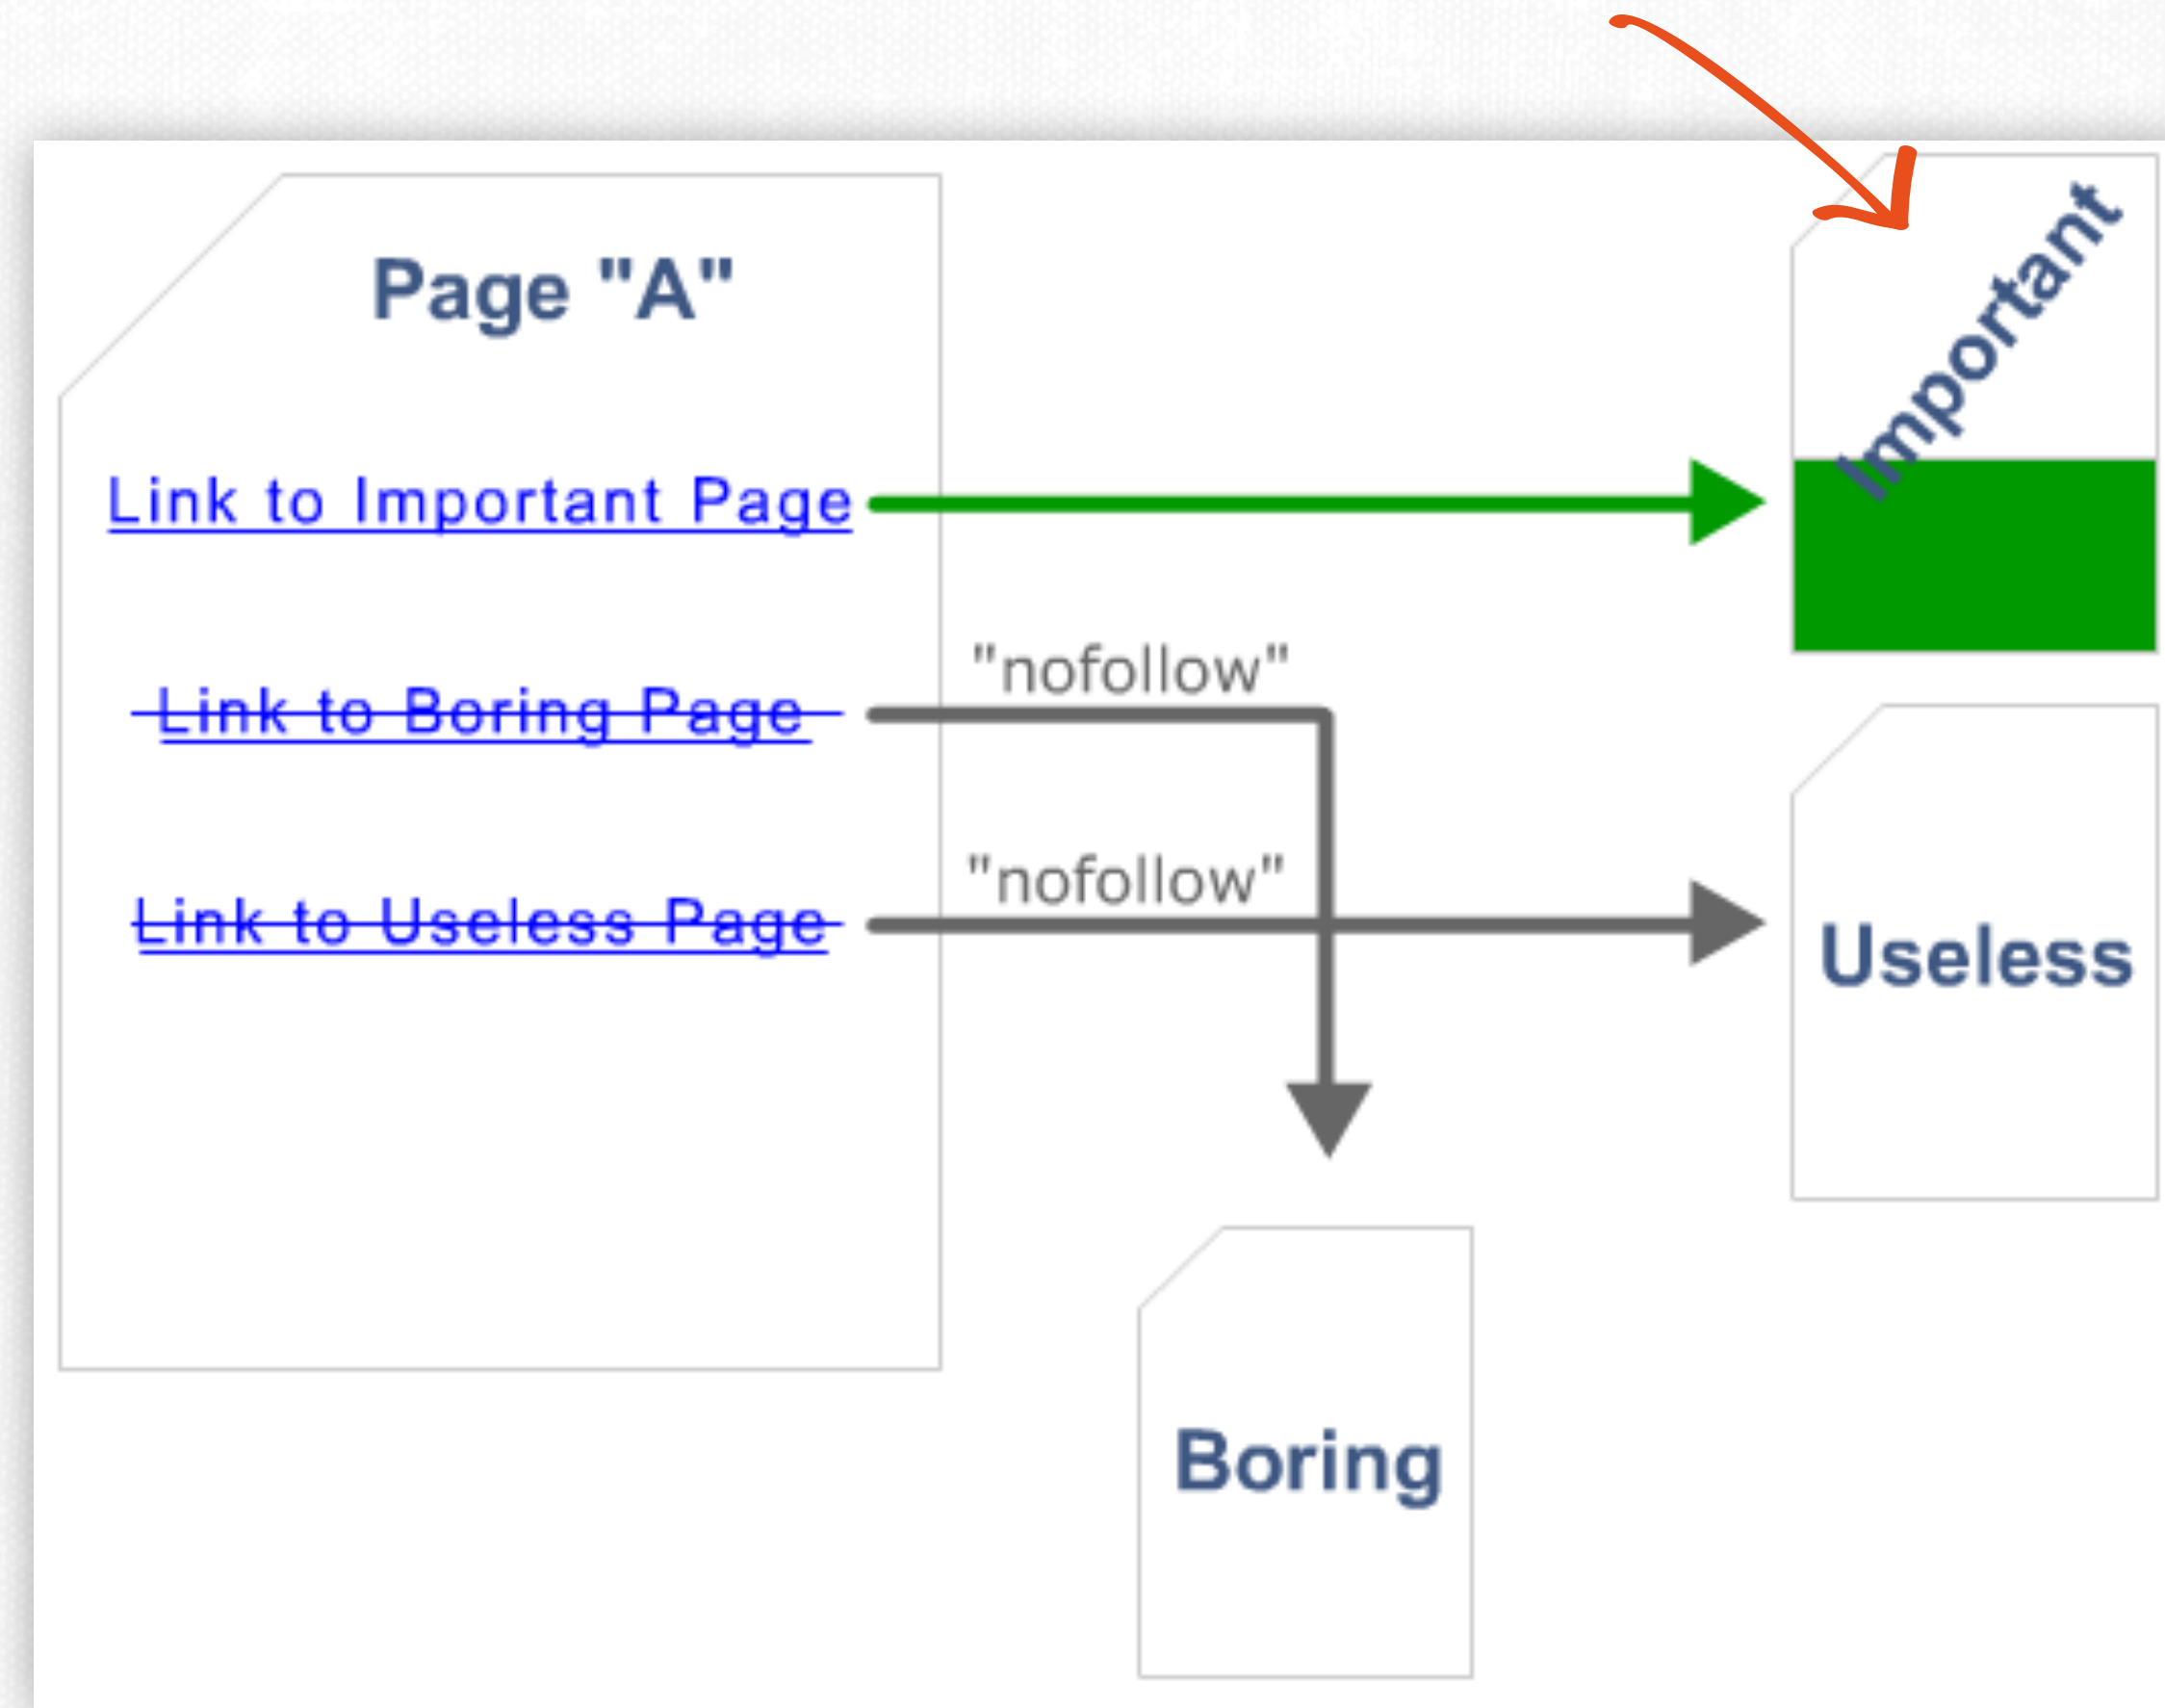 Page "A"
Important
Link to Important Page
"nofollow"
Link to Boring Page
"nofollow"
Link to Useless Page
Useless
Boring